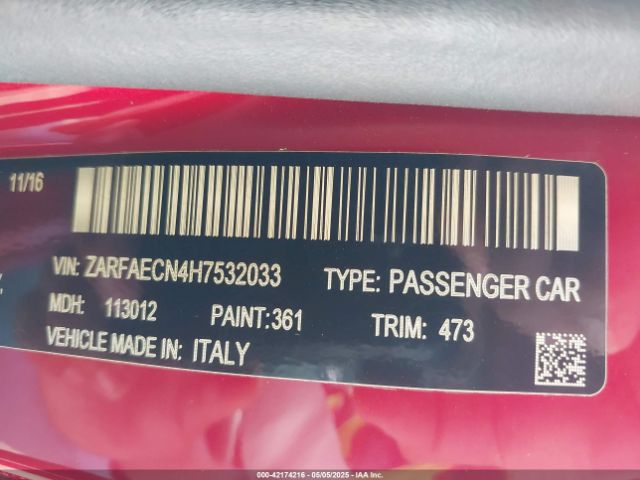 11/16
VIN: ZARFAECN4H7532033 TYPE: PASSENGER CAR
MDH: 113012 PAINT:361 TRIM: 473
VEHICLE MADE IN: ITALY
000-42174216 - 05/05/2025 - IAA Inc.